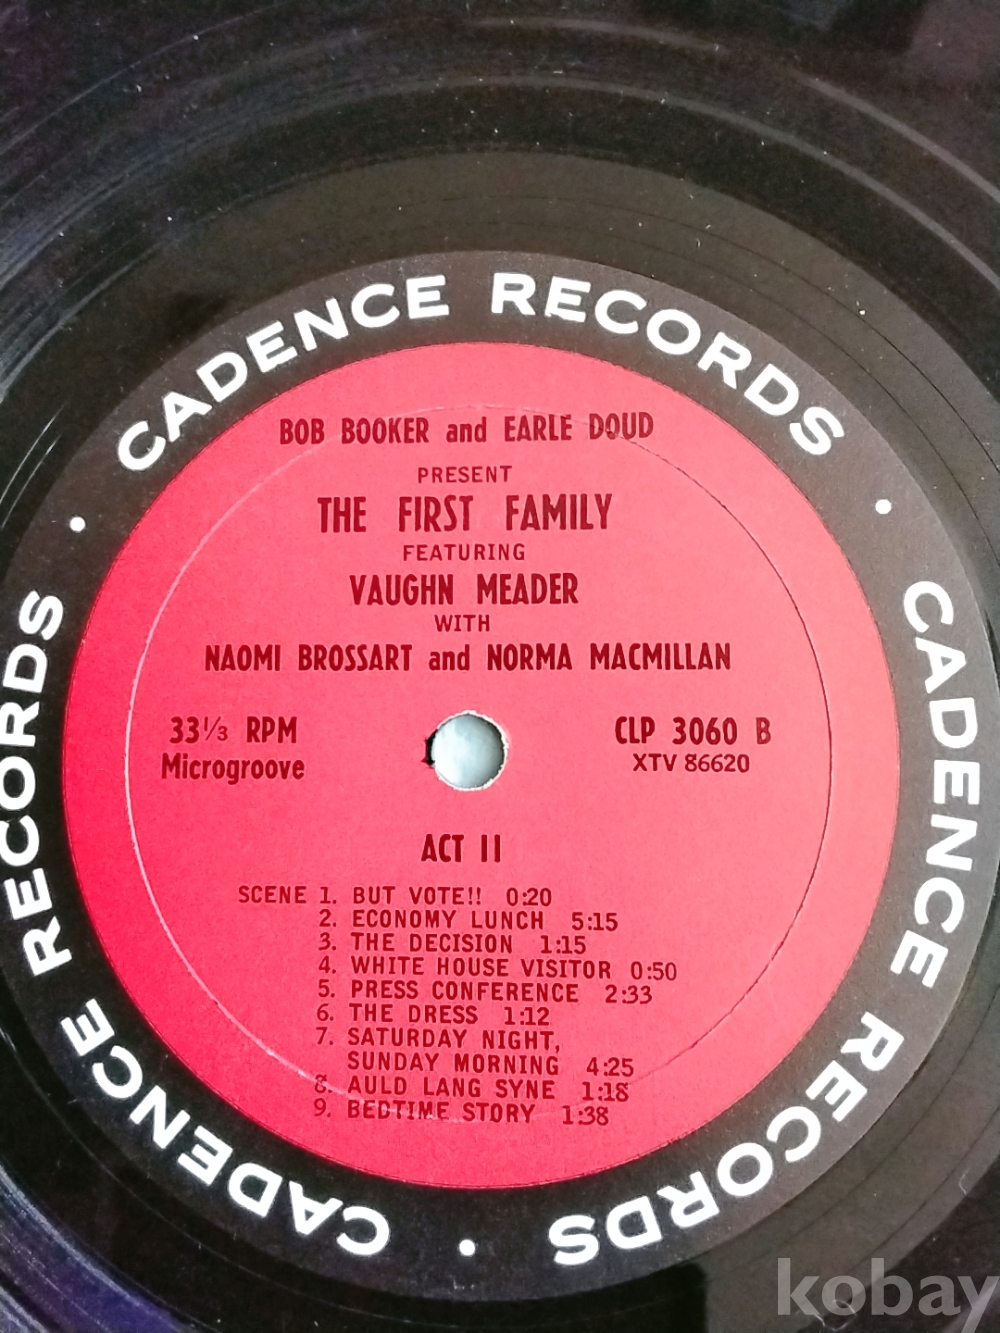 CADENCE RECORDS • CADENCE RECORDS • CADENCE RECORDS •
BOB BOOKER and EARLE DOUD
PRESENT
THE FIRST FAMILY
FEATURING
VAUGHN MEADER
WITH
NAOMI BROSSART and NORMA MACMILLAN
33⅓ RPM
Microgroove
CLP 3060 B
XTV 86620
ACT II
SCENE 1. BUT VOTE!! 0:20
2. ECONOMY LUNCH 5:15
3. THE DECISION 1:15
4. WHITE HOUSE VISITOR 0:50
5. PRESS CONFERENCE 2:33
6. THE DRESS 1:12
7. SATURDAY NIGHT,
SUNDAY MORNING 4:25
8. AULD LANG SYNE 1:18
9. BEDTIME STORY 1:38
kobay